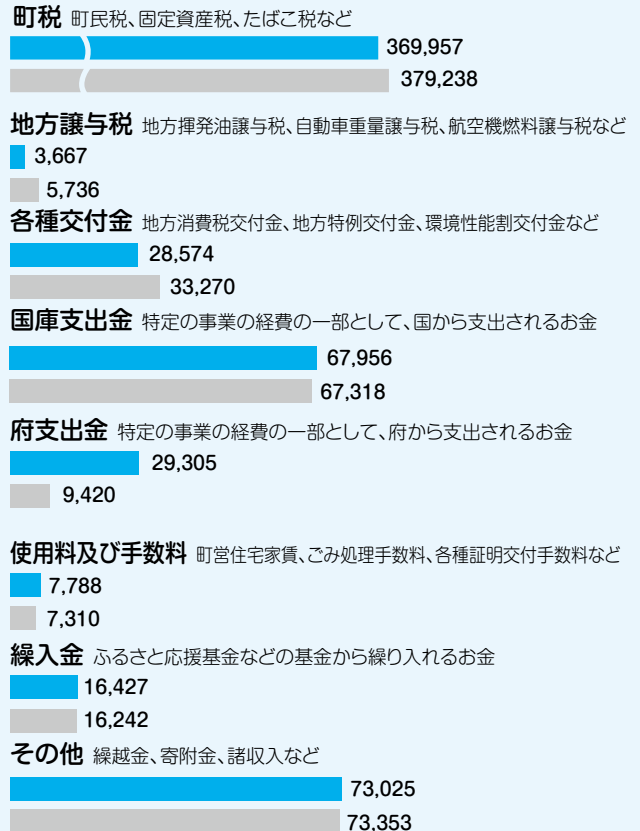 町税 町民税、固定資産税、たばこ税など
369,957
379,238
地方譲与税 地方揮発油譲与税、自動車重量譲与税、航空機燃料譲与税など
3,667
5,736
各種交付金 地方消費税交付金、地方特例交付金、環境性能割交付金など
28,574
33,270
国庫支出金 特定の事業の経費の一部として、国から支出されるお金
67,956
67,318
府支出金 特定の事業の経費の一部として、府から支出されるお金
29,305
9,420
使用料及び手数料 町営住宅家賃、ごみ処理手数料、各種証明交付手数料など
7,788
7,310
繰入金 ふるさと応援基金などの基金から繰り入れるお金
16,427
16,242
その他 繰越金、寄附金、諸収入など
73,025
73,353